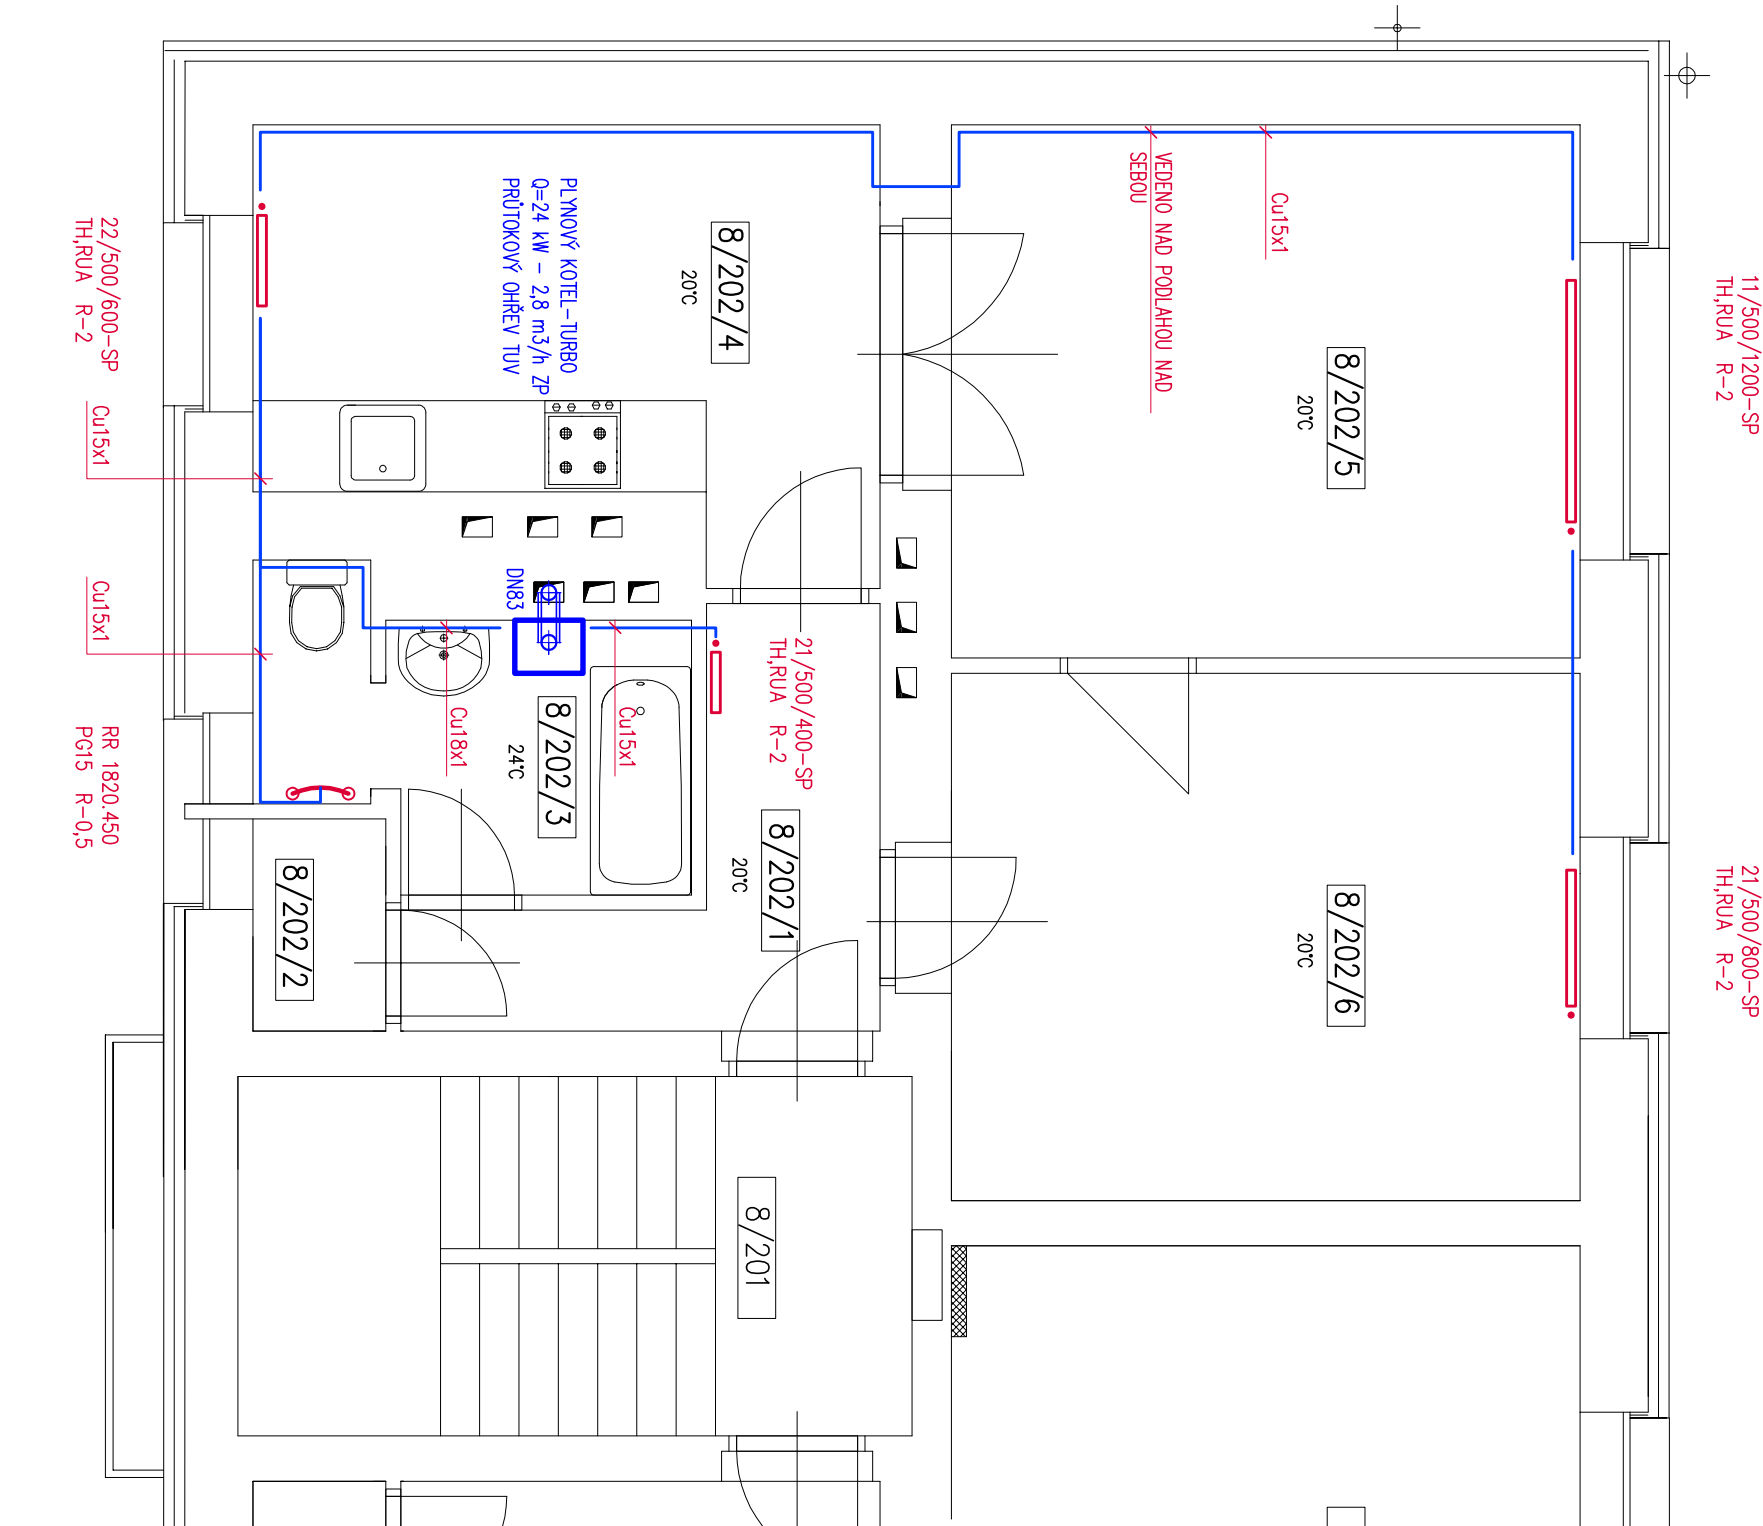 11/500/1200-SP
TH,RUA R-2
21/500/800-SP
TH,RUA R-2
8/202/5
20°C
8/202/6
20°C
Cu15x1
VEDENO NAD PODLAHOU NAD
SEBOU
21/500/400-SP
TH,RUA R-2
8/202/1
20°C
8/201
8/202/4
20°C
PLYNOVÝ KOTEL-TURBO
Q=24 kW - 2,8 m3/h ZP
PRŮTOKOVÝ OHŘEV TUV
DN83
Cu15x1
8/202/3
24°C
Cu18x1
8/202/2
22/500/600-SP
TH,RUA R-2
Cu15x1
Cu15x1
RR 1820.450
PG15 R-0,5